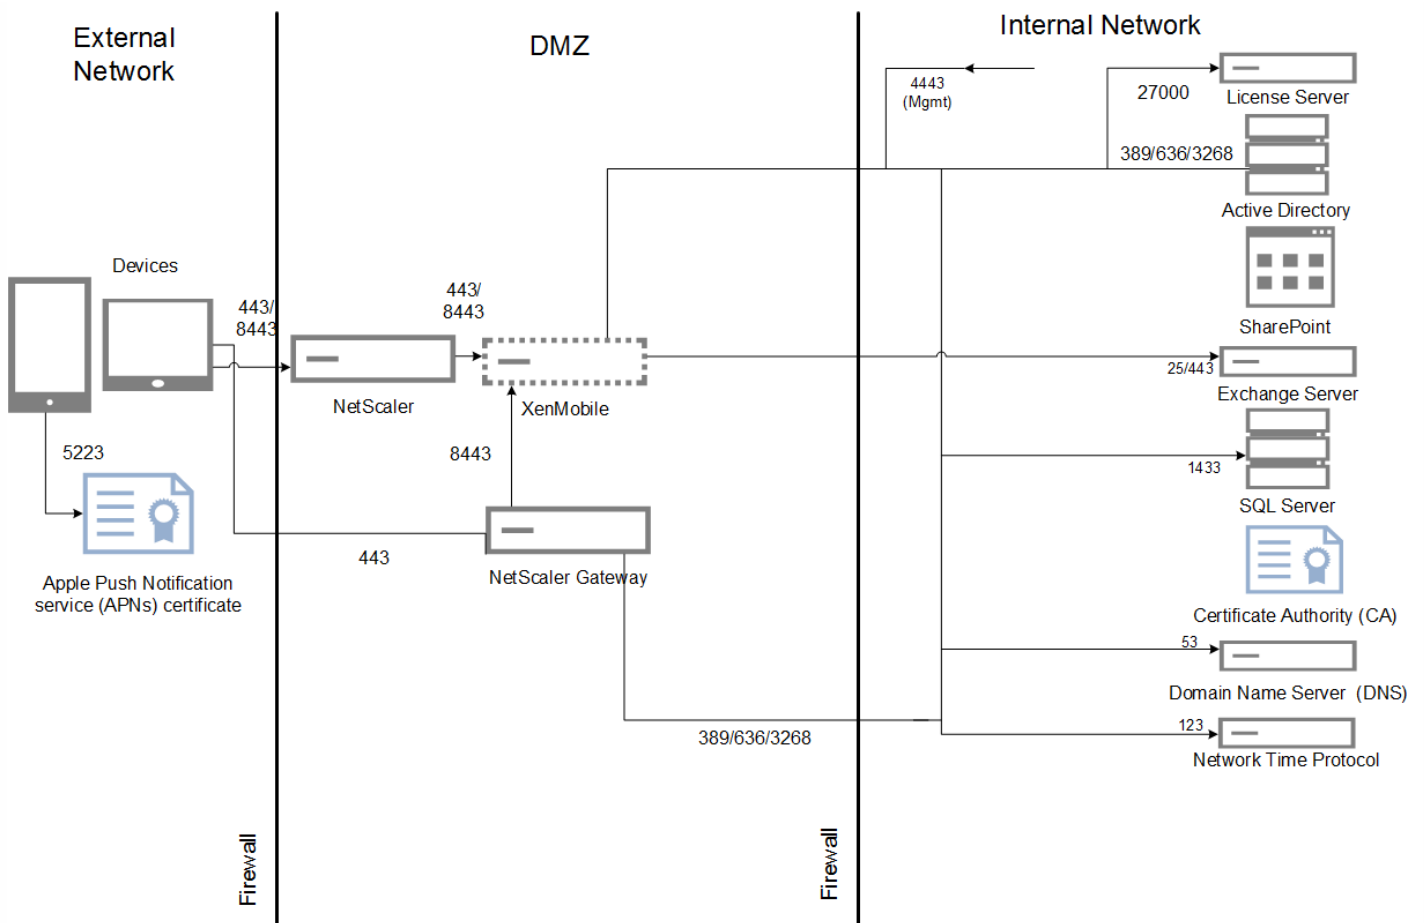 External
Network
DMZ
Internal Network
4443
(Mgmt)
27000
License Server
389/636/3268
Active Directory
SharePoint
Devices
443/
8443
443/
8443
NetScaler
XenMobile
25/443
Exchange Server
5223
8443
1433
SQL Server
Apple Push Notification
service (APNs) certificate
443
NetScaler Gateway
Certificate Authority (CA)
53
Domain Name Server (DNS)
389/636/3268
123
Network Time Protocol
Firewall
Firewall